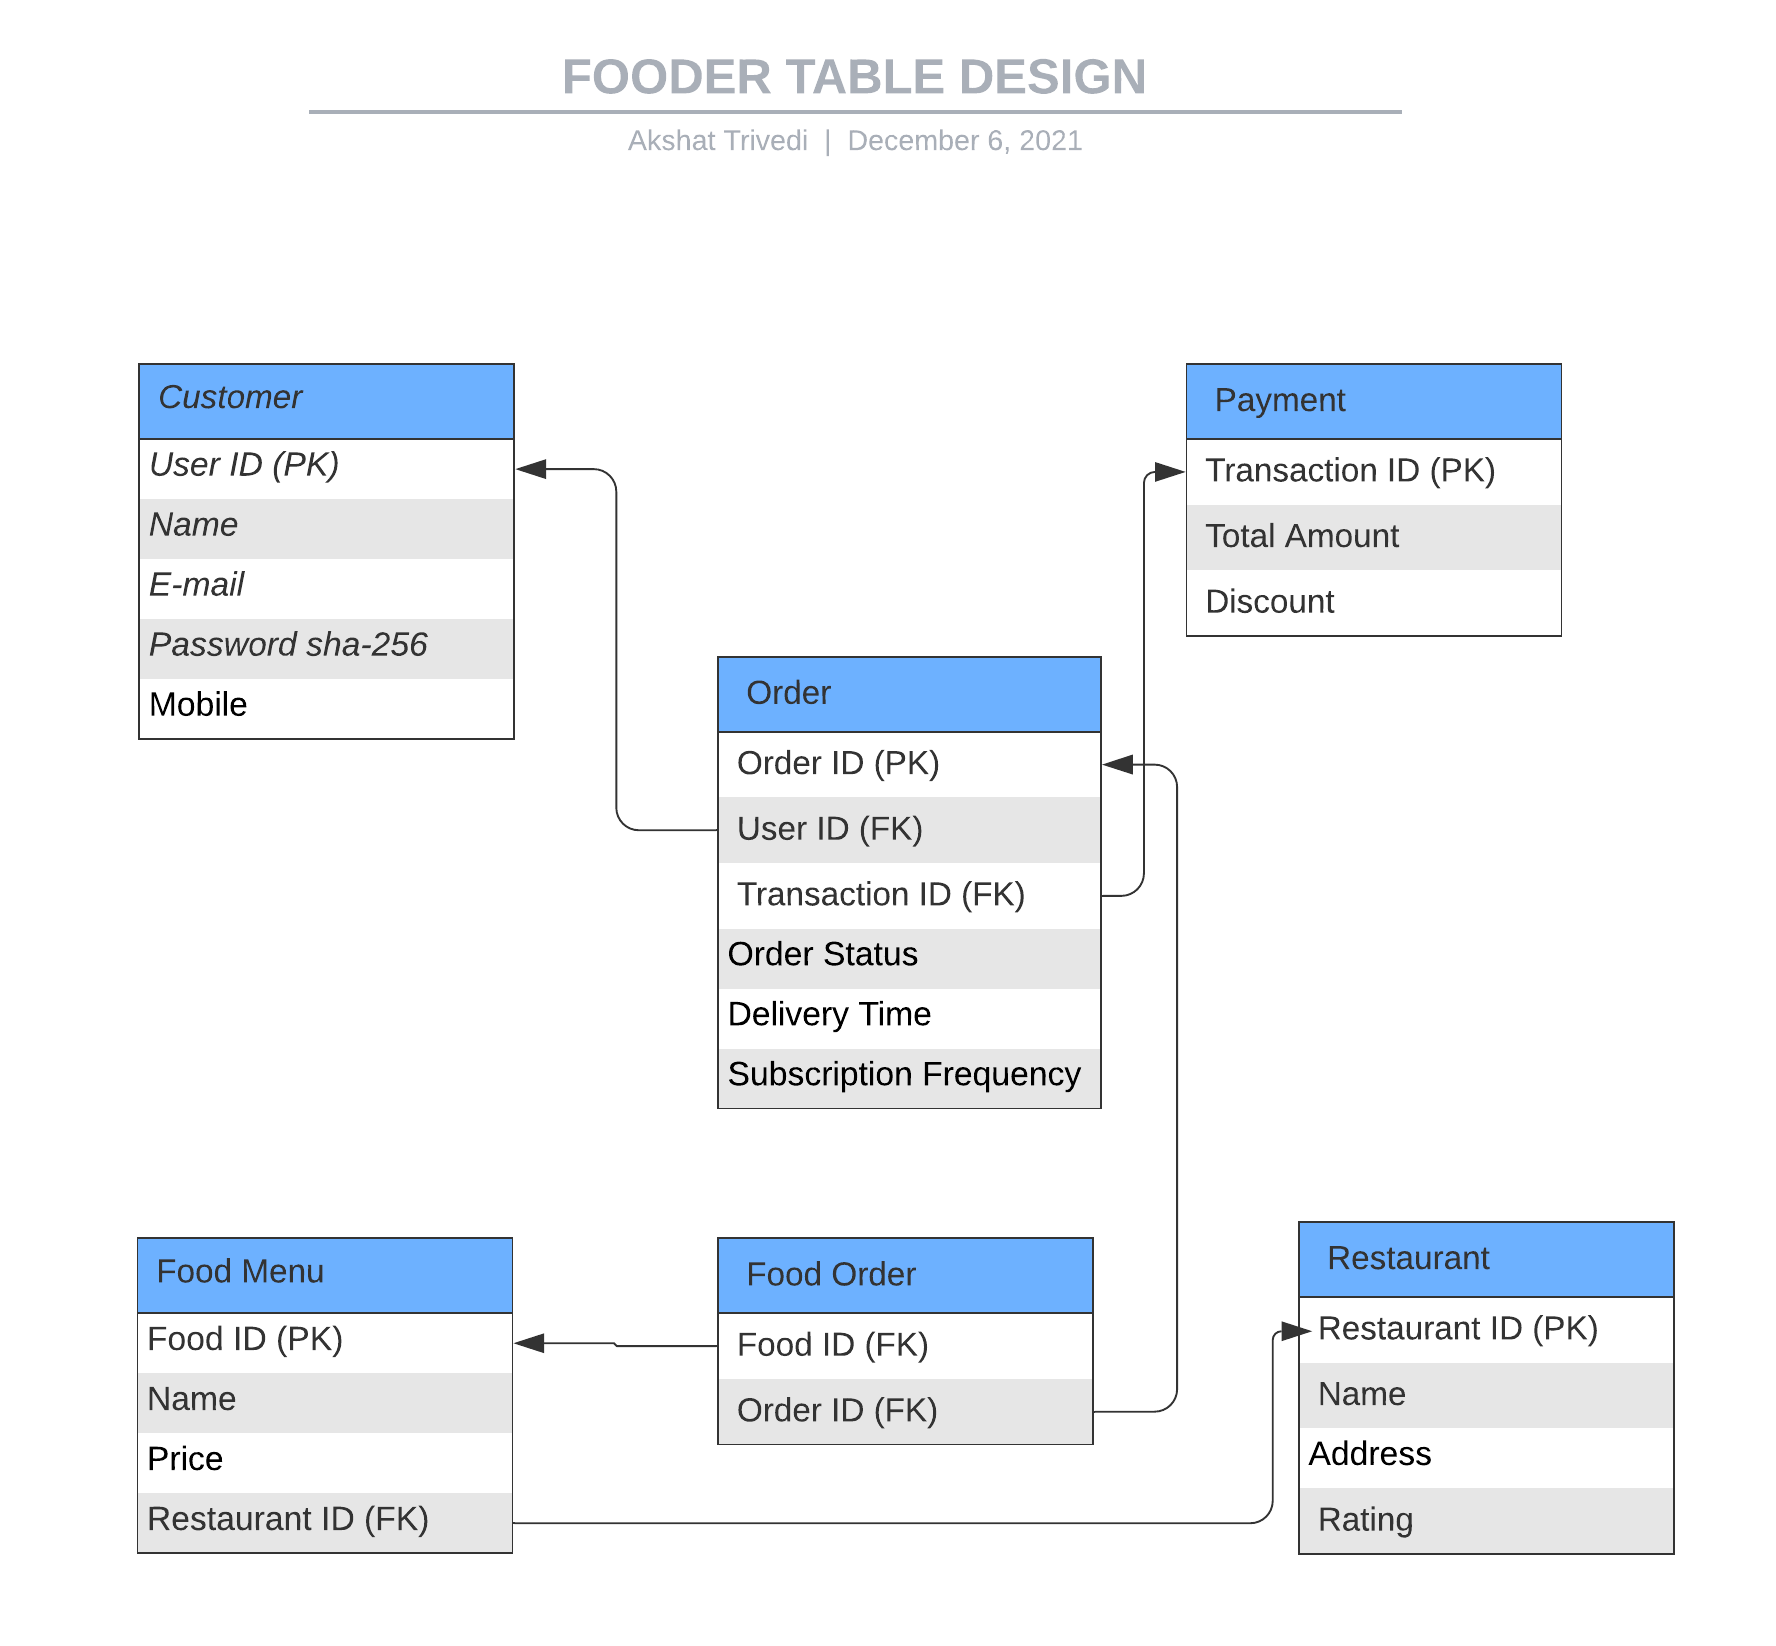 FOODER TABLE DESIGN
Akshat Trivedi | December 6, 2021
Customer
User ID (PK)
Name
E-mail
Password sha-256
Mobile
Payment
Transaction ID (PK)
Total Amount
Discount
Order
Order ID (PK)
User ID (FK)
Transaction ID (FK)
Order Status
Delivery Time
Subscription Frequency
Food Menu
Food ID (PK)
Name
Price
Restaurant ID (FK)
Food Order
Food ID (FK)
Order ID (FK)
Restaurant
Restaurant ID (PK)
Name
Address
Rating